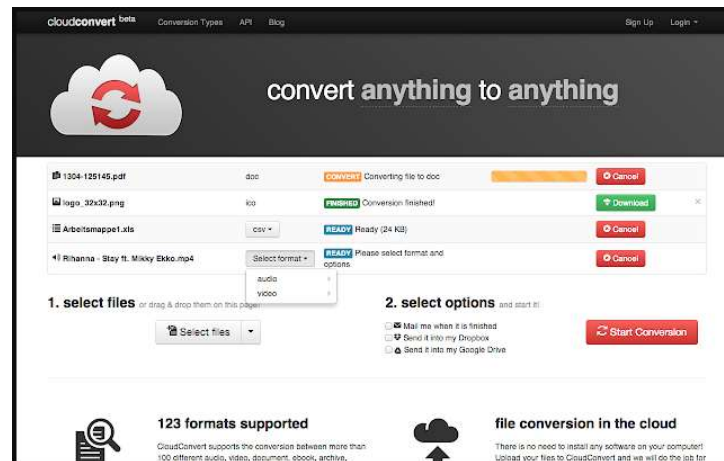 cloudconvert beta Conversion Types API Blog Sign Up Login
convert anything to anything
1304-125145.pdf doc CONVERT Converting file to doc Cancel
logo_32x32.png ico FINISHED Conversion finished! Download ×
Arbeitsmappe1.xls csv READY Ready (24 KB) Cancel
Rihanna - Stay ft. Mikky Ekko.mp4 Select format READY Please select format and
options Cancel
audio
video
1. select files or drag & drop them on this page!
Select files
2. select options and start it!
Mail me when it is finished
Send it into my Dropbox
Send it into my Google Drive
Start Conversion
123 formats supported
CloudConvert supports the conversion between more than
100 different audio, video, document, ebook, archive,
file conversion in the cloud
There is no need to install any software on your computer!
Upload your files to CloudConvert and we will do the job for